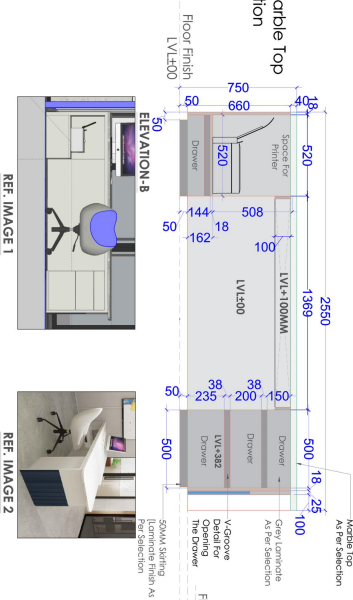 arble Top
tion
Floor Finish
LVL±00
750
50
660
40
18
50
520
Space For
Printer
520
Drawer
144
18
508
50
162
100
LVL+100MM
LVL±00
1369
2550
38
38
50
235
200
150
500
Drawer
LVL+382
Drawer
Drawer
500
18
25
100
Marble Top
As Per Selection
Grey Laminate
As Per Selection
V-Groove
Detail For
Opening
The Drawer
50MM Skirting
[Laminate Finish As
Per Selection
F
ELEVATION-B
REF. IMAGE 1
REF. IMAGE 2